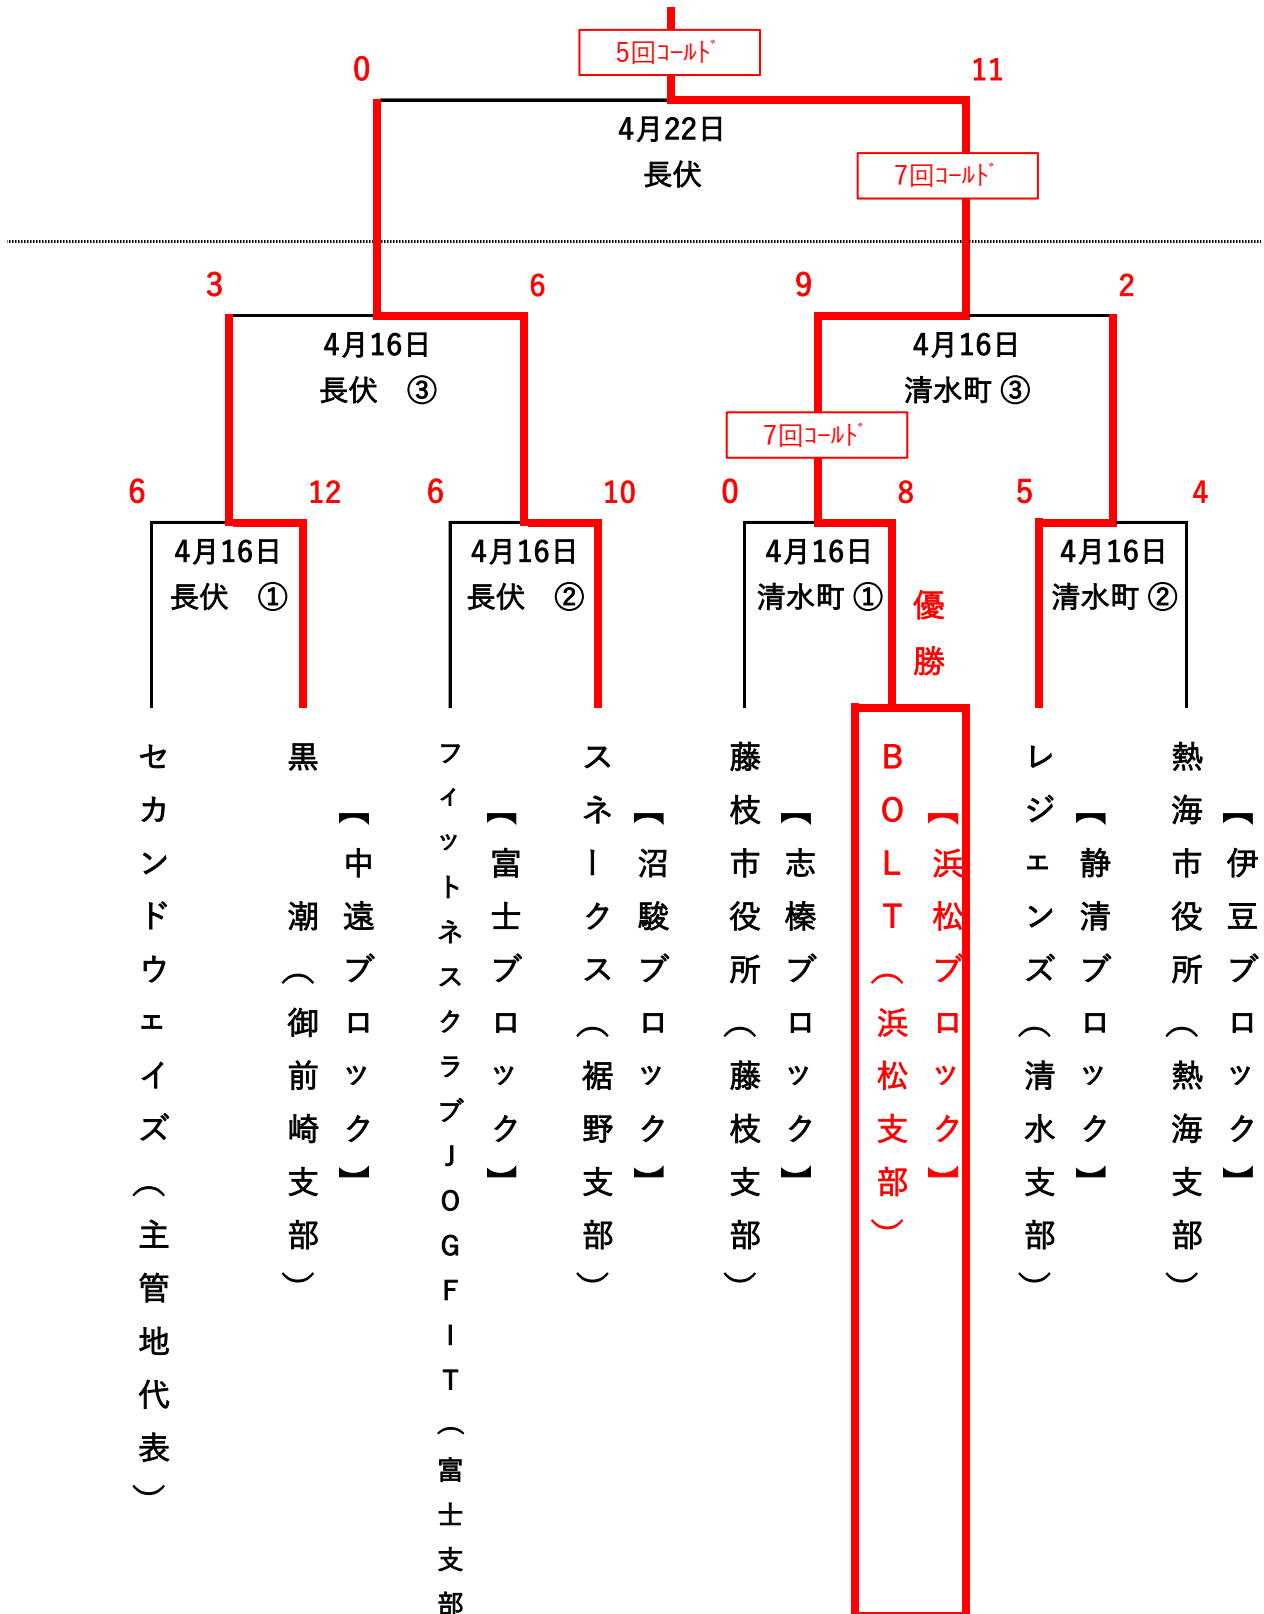 5回ｺｰﾙﾄﾞ
0
11
4月22日
長伏
7回ｺｰﾙﾄﾞ
3
6
9
2
4月16日
長伏　③
4月16日
清水町 ③
7回ｺｰﾙﾄﾞ
6
12
6
10
0
8
5
4
4月16日
長伏　①
4月16日
長伏　②
4月16日
清水町 ①
4月16日
清水町 ②
優勝
セカンドウェイズ（主管地代表）
黒　　潮（御前崎支部）
【中遠ブロック】
フィットネスクラブJOGFIT（富士支部
【富士ブロック】
スネークス（裾野支部）
【沼駿ブロック】
藤枝市役所（藤枝支部）
【志榛ブロック】
BOLT（浜松支部）
【浜松ブロック】
レジェンズ（清水支部）
【静清ブロック】
熱海市役所（熱海支部）
【伊豆ブロック】